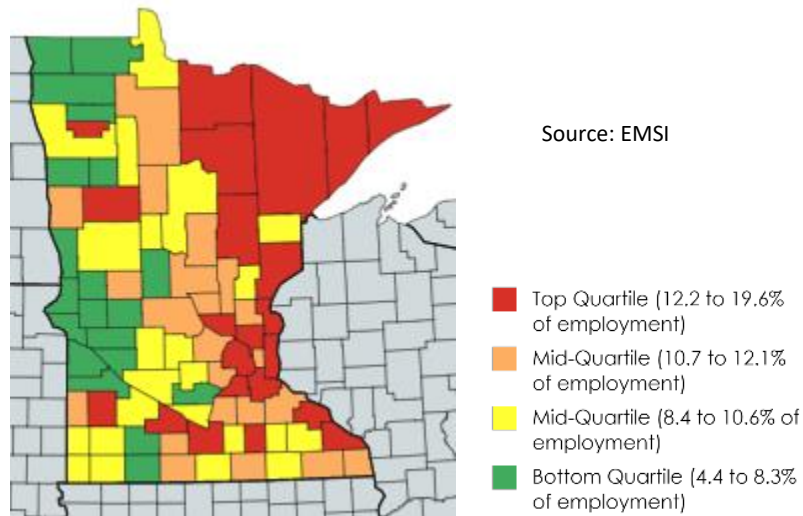 Source: EMSI
Top Quartile (12.2 to 19.6%
of employment)
Mid-Quartile (10.7 to 12.1%
of employment)
Mid-Quartile (8.4 to 10.6% of
employment)
Bottom Quartile (4.4 to 8.3%
of employment)